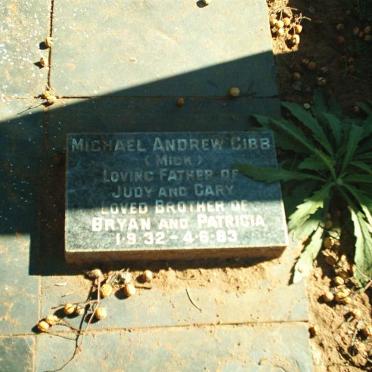 MICHAEL ANDREW GIBB
(MICK)
LOVING FATHER OF
JUDY AND GARY
LOVED BROTHER OF
BRYAN AND PATRICIA
1.9.32 - 4.6.83